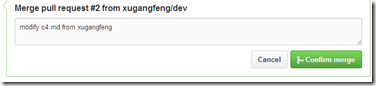 Merge pull request #2 from xugangfeng/dev
modify c4.md from xugangfeng
Cancel Confirm merge